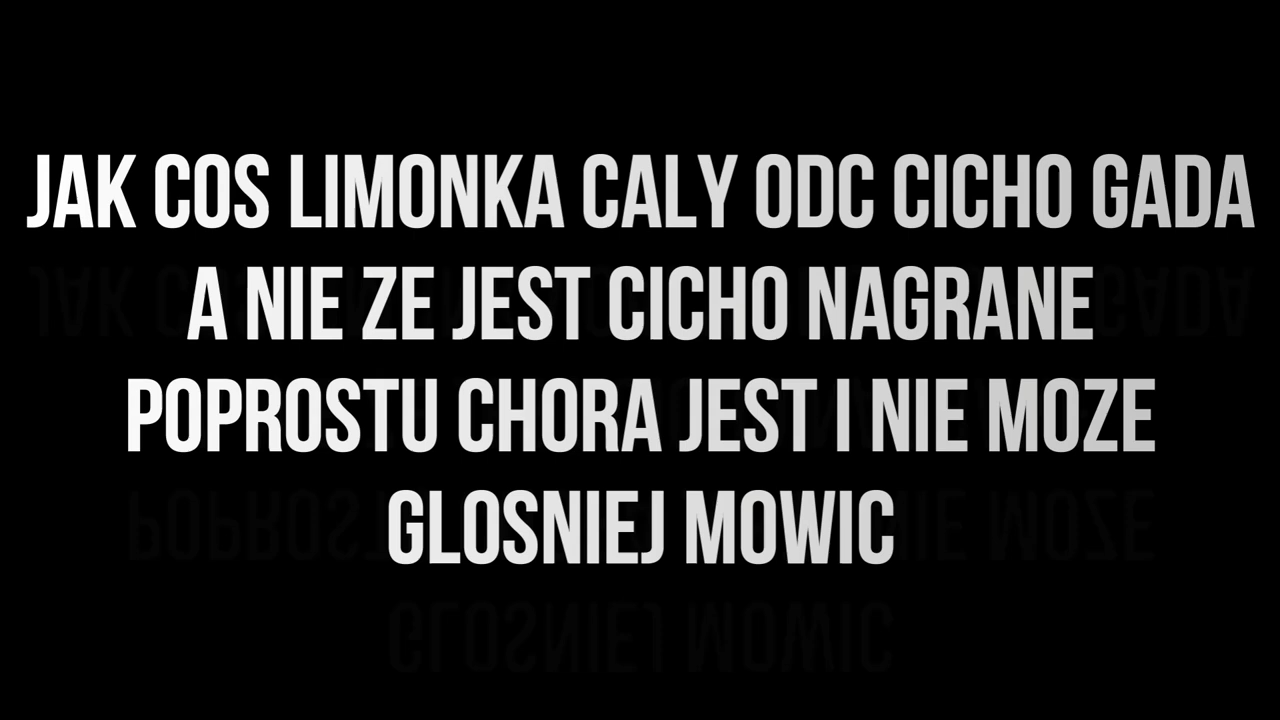 JAK COS LIMONKA CALY ODC CICHO GADA
A NIE ZE JEST CICHO NAGRANE
POPROSTU CHORA JEST I NIE MOZE
GLOSNIEJ MOWIC